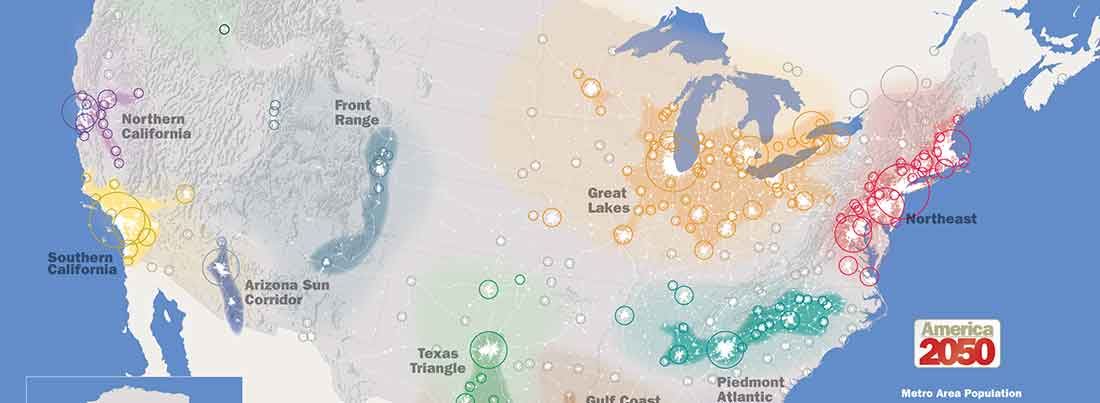 Northern
California
Front
Range
Great
Lakes
Northeast
Southern
California
Arizona Sun
Corridor
Texas
Triangle
Piedmont
Atlantic
Gulf Coast
America
2050
Metro Area Population